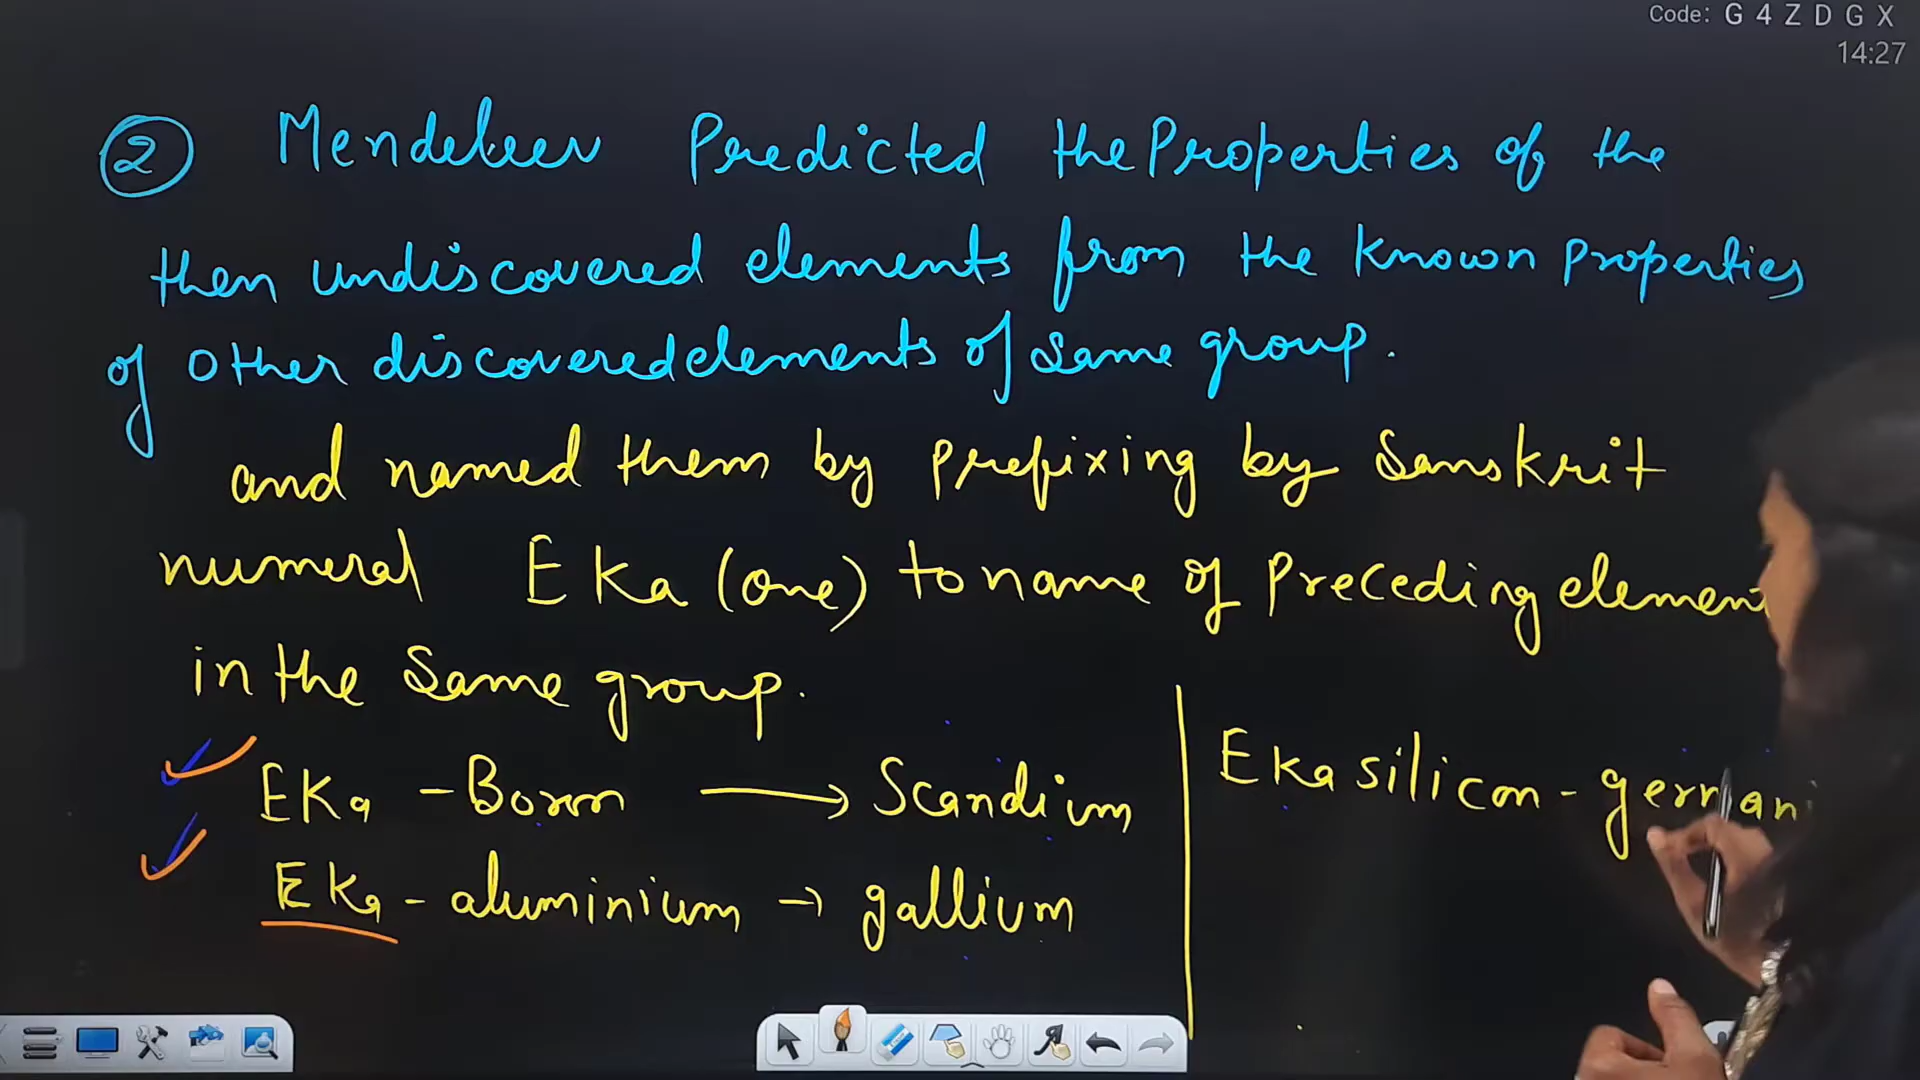 Code: G 4 Z D G X
14:27
② Mendeleev Predicted the Properties of the
then undiscovered elements from the known properties
of other discovered elements of same group.
and named them by prefixing by Sanskrit
numeral Eka (one) to name of preceding element
in the same group.
Eka - Boron → Scandium
Eka - aluminium → gallium
Eka silicon - germani